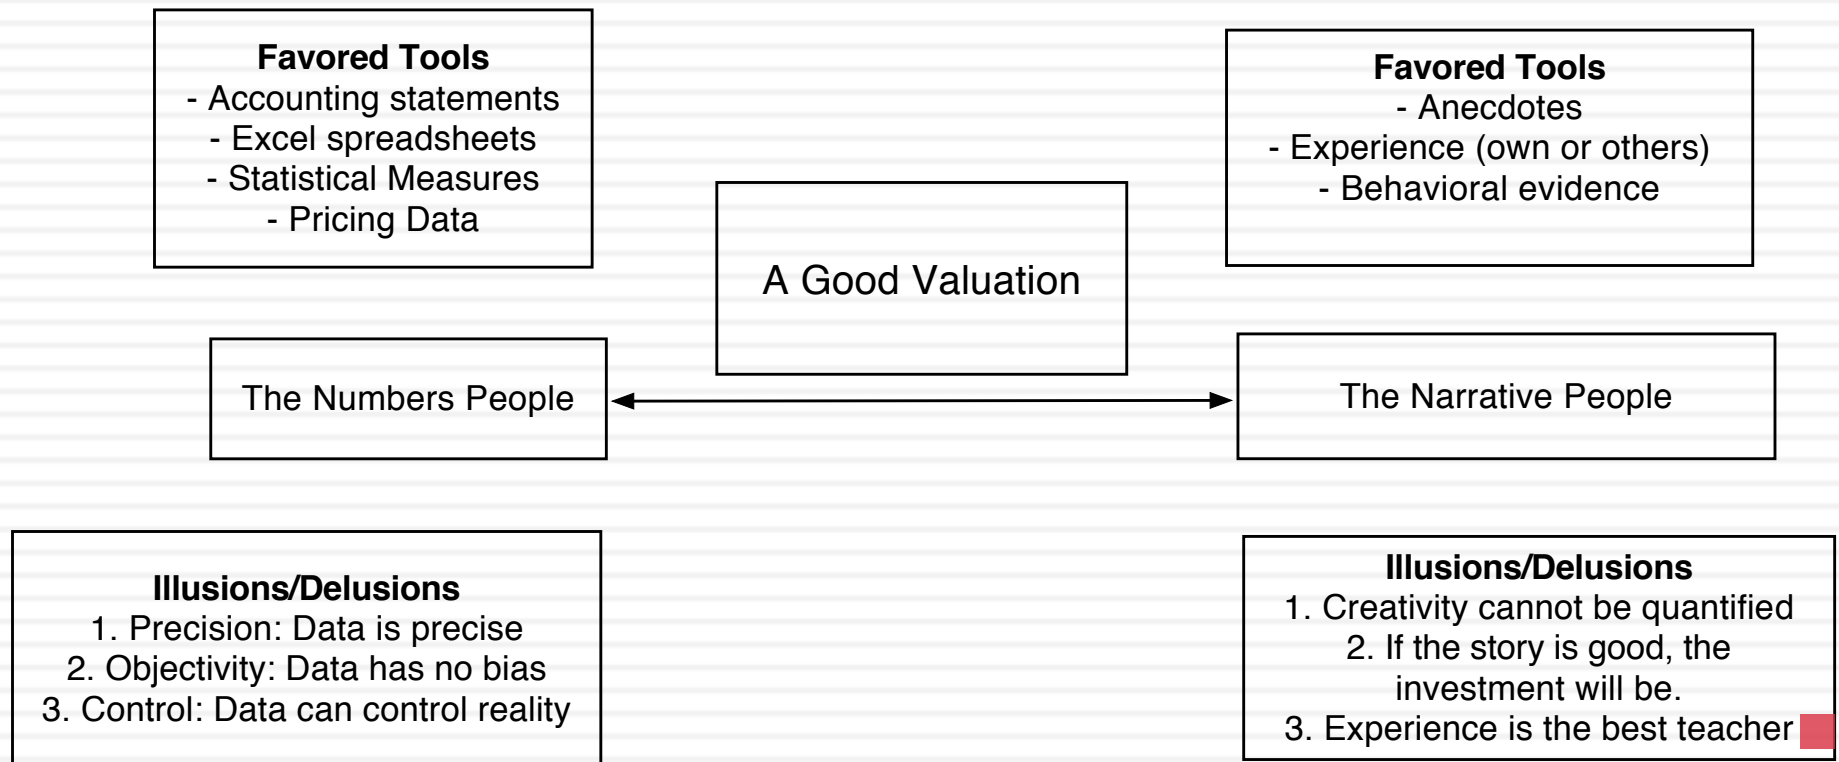 Favored Tools
- Accounting statements
- Excel spreadsheets
- Statistical Measures
- Pricing Data
Favored Tools
- Anecdotes
- Experience (own or others)
- Behavioral evidence
A Good Valuation
The Numbers People
The Narrative People
Illusions/Delusions
1. Precision: Data is precise
2. Objectivity: Data has no bias
3. Control: Data can control reality
Illusions/Delusions
1. Creativity cannot be quantified
2. If the story is good, the
investment will be.
3. Experience is the best teacher